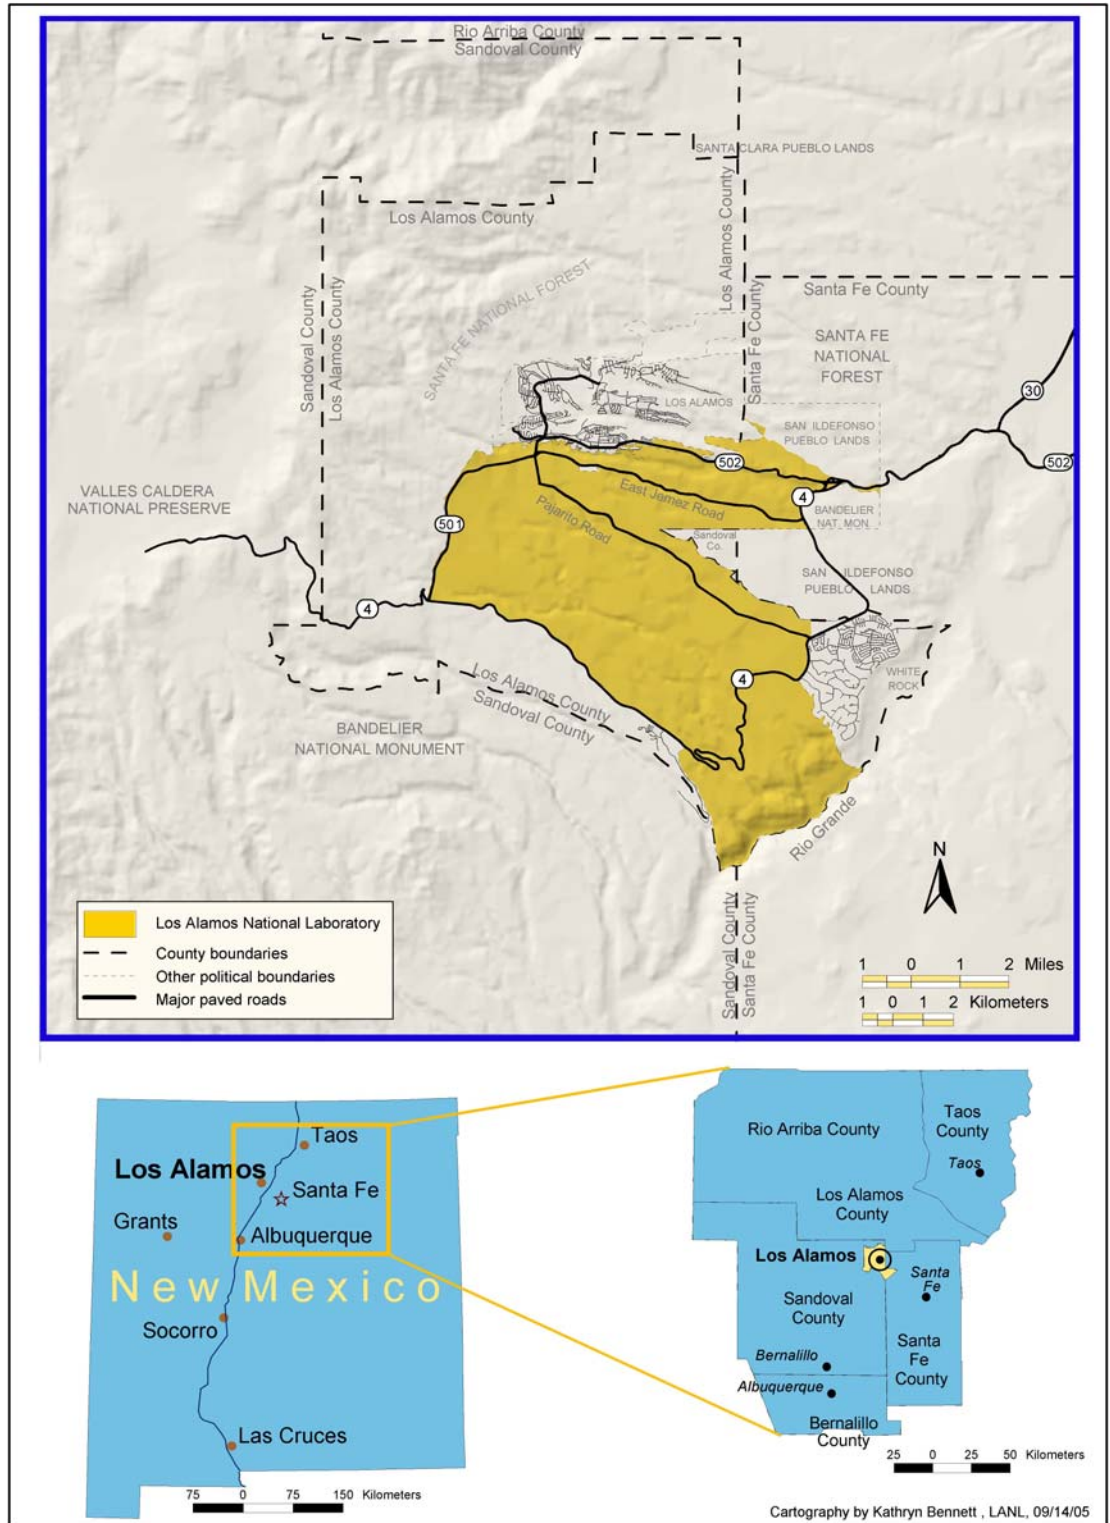 Rio Arriba County
Sandoval County
SANTA CLARA PUEBLO LANDS
Los Alamos County
Los Alamos County
Santa Fe County
Sandoval County
Los Alamos County
SANTA FE NATIONAL FOREST
Santa Fe County
SANTA FE
NATIONAL
FOREST
30
LOS ALAMOS
SAN ILDEFONSO
PUEBLO LANDS
502
502
VALLES CALDERA
NATIONAL PRESERVE
East Jemez Road
4
Pajarito Road
BANDELIER
NAT. MON.
501
Sandoval
Co.
SAN ILDEFONSO
PUEBLO LANDS
4
WHITE
ROCK
4
Los Alamos County
Sandoval County
BANDELIER
NATIONAL MONUMENT
Rio Grande
N
Sandoval County
Santa Fe County
Los Alamos National Laboratory
County boundaries
Other political boundaries
Major paved roads
1 0 1 2 Miles
1 0 1 2 Kilometers
Taos
Los Alamos
Santa Fe
Grants
Albuquerque
New Mexico
Socorro
Las Cruces
75 0 75 150 Kilometers
Rio Arriba County
Taos
County
Taos
Los Alamos
County
Los Alamos
Santa
Fe
Sandoval
County
Santa
Fe
County
Bernalillo
Albuquerque
Bernalillo
County
25 0 25 50 Kilometers
Cartography by Kathryn Bennett , LANL, 09/14/05